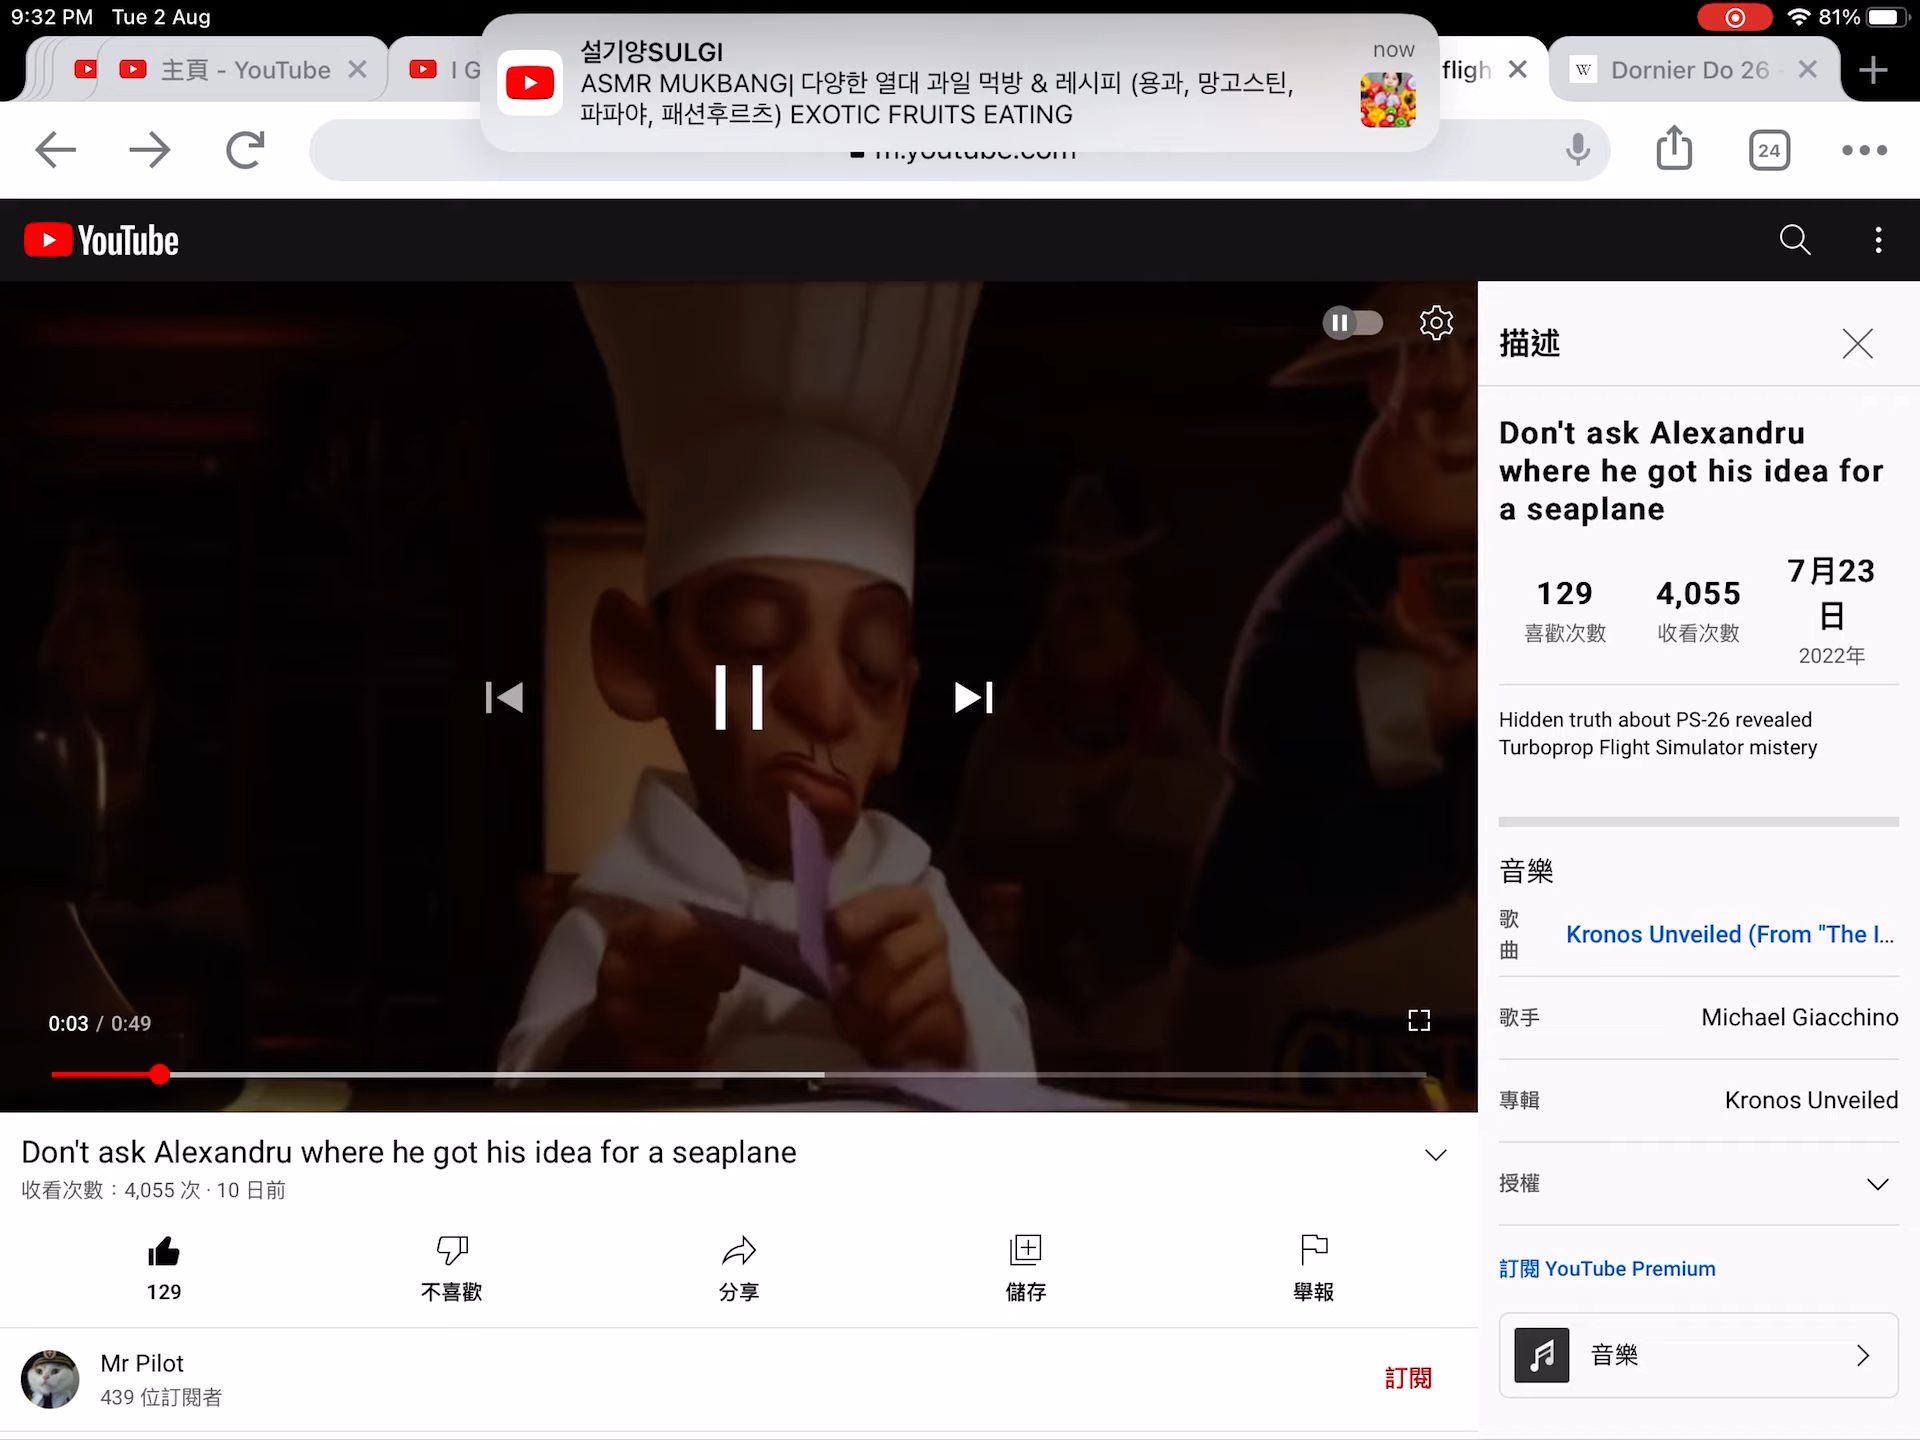 9:32 PM Tue 2 Aug
81%
설기양SULGI
now
ASMR MUKBANG| 다양한 열대 과일 먹방 & 레시피 (용과, 망고스틴,
파파야, 패션후르츠) EXOTIC FRUITS EATING
主頁 - YouTube
I G
fligh
W
Dornier Do 26 -
m.youtube.com
24
YouTube
描述
Don't ask Alexandru
where he got his idea for
a seaplane
129
喜歡次數
4,055
收看次數
7月23
日
2022年
Hidden truth about PS-26 revealed
Turboprop Flight Simulator mistery
音樂
歌
曲
Kronos Unveiled (From "The I...
歌手
Michael Giacchino
專輯
Kronos Unveiled
授權
訂閱 YouTube Premium
音樂
0:03 / 0:49
Don't ask Alexandru where he got his idea for a seaplane
收看次數：4,055 次 · 10 日前
129
不喜歡
分享
儲存
舉報
Mr Pilot
439 位訂閱者
訂閱